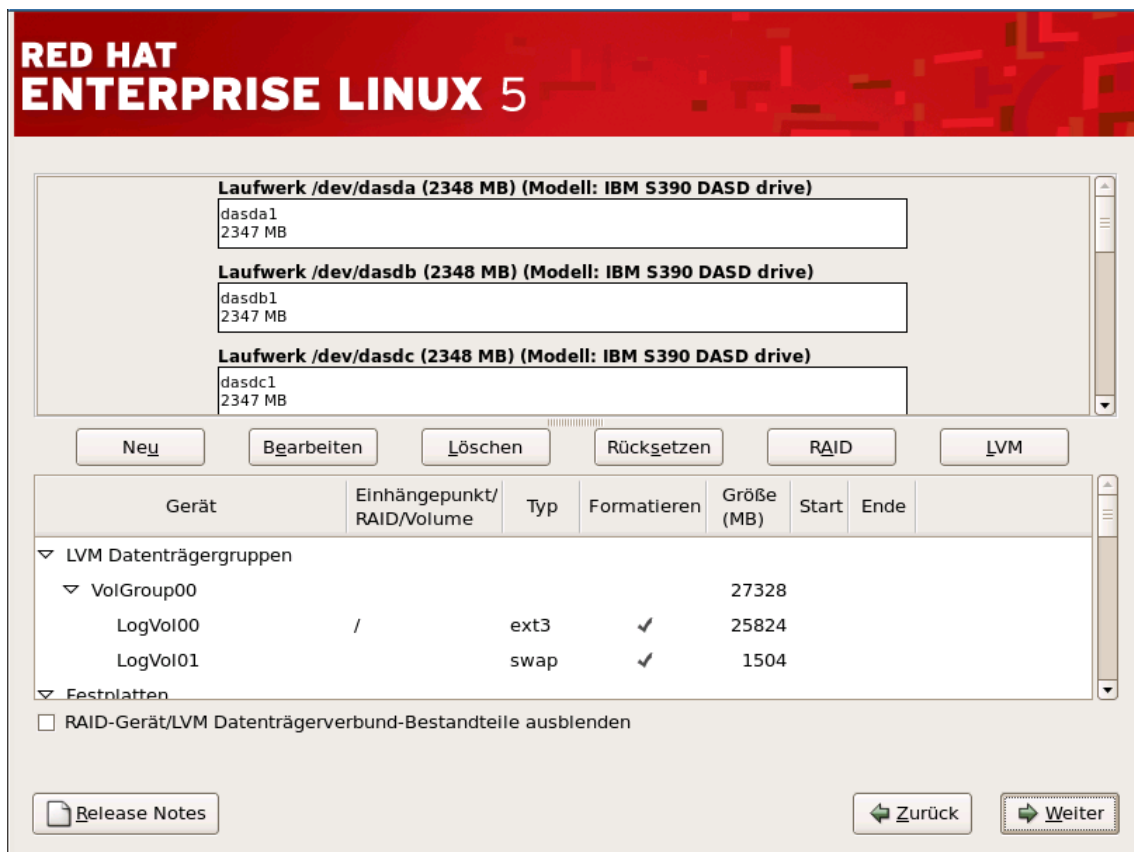 RED HAT
ENTERPRISE LINUX 5
Laufwerk /dev/dasda (2348 MB) (Modell: IBM S390 DASD drive)
dasda1
2347 MB
Laufwerk /dev/dasdb (2348 MB) (Modell: IBM S390 DASD drive)
dasdb1
2347 MB
Laufwerk /dev/dasdc (2348 MB) (Modell: IBM S390 DASD drive)
dasdc1
2347 MB
Neu Bearbeiten Löschen Rücksetzen RAID LVM
Gerät Einhängepunkt/ RAID/Volume Typ Formatieren Größe (MB) Start Ende
LVM Datenträgergruppen
VolGroup00 27328
LogVol00 / ext3 ✓ 25824
LogVol01 swap ✓ 1504
Festplatten
RAID-Gerät/LVM Datenträgerverbund-Bestandteile ausblenden
Release Notes Zurück Weiter